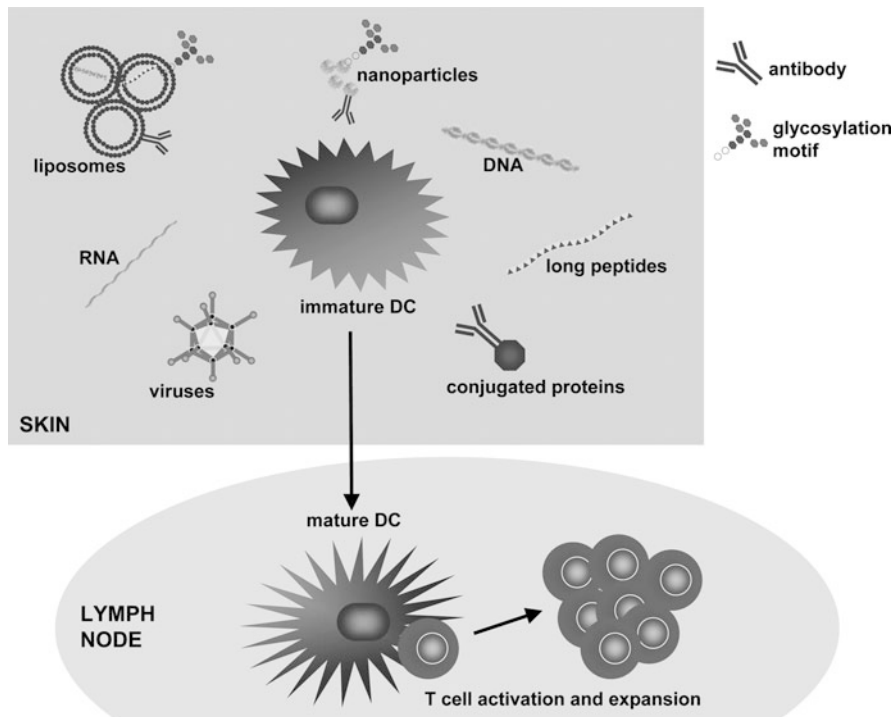 liposomes
nanoparticles
DNA
RNA
long peptides
immature DC
viruses
conjugated proteins
SKIN
antibody
glycosylation
motif
mature DC
LYMPH
NODE
T cell activation and expansion